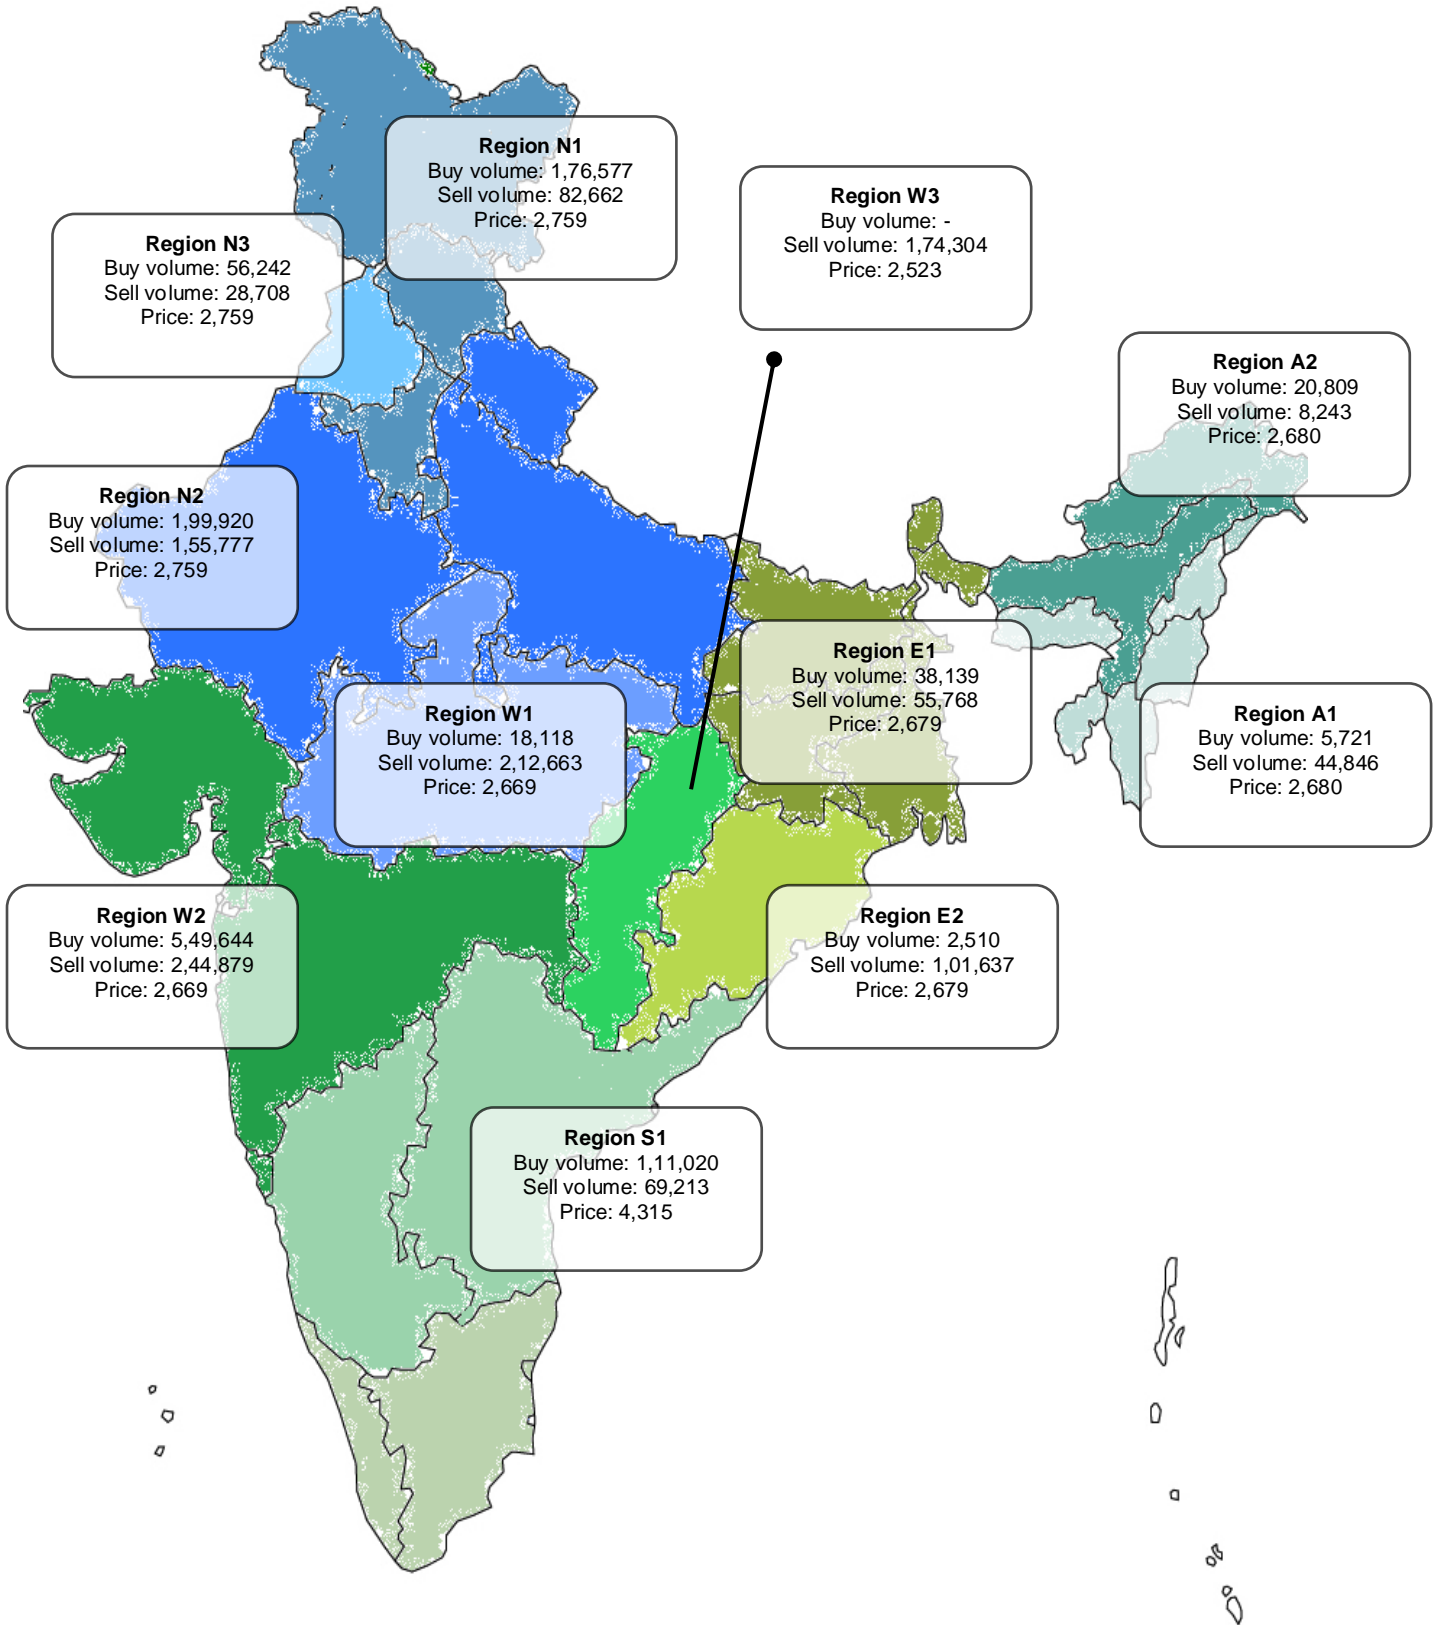 Region N1
Buy volume: 1,76,577
Sell volume: 82,662
Price: 2,759
Region W3
Buy volume: -
Sell volume: 1,74,304
Price: 2,523
Region N3
Buy volume: 56,242
Sell volume: 28,708
Price: 2,759
Region A2
Buy volume: 20,809
Sell volume: 8,243
Price: 2,680
Region N2
Buy volume: 1,99,920
Sell volume: 1,55,777
Price: 2,759
Region E1
Buy volume: 38,139
Sell volume: 55,768
Price: 2,679
Region W1
Buy volume: 18,118
Sell volume: 2,12,663
Price: 2,669
Region A1
Buy volume: 5,721
Sell volume: 44,846
Price: 2,680
Region W2
Buy volume: 5,49,644
Sell volume: 2,44,879
Price: 2,669
Region E2
Buy volume: 2,510
Sell volume: 1,01,637
Price: 2,679
Region S1
Buy volume: 1,11,020
Sell volume: 69,213
Price: 4,315